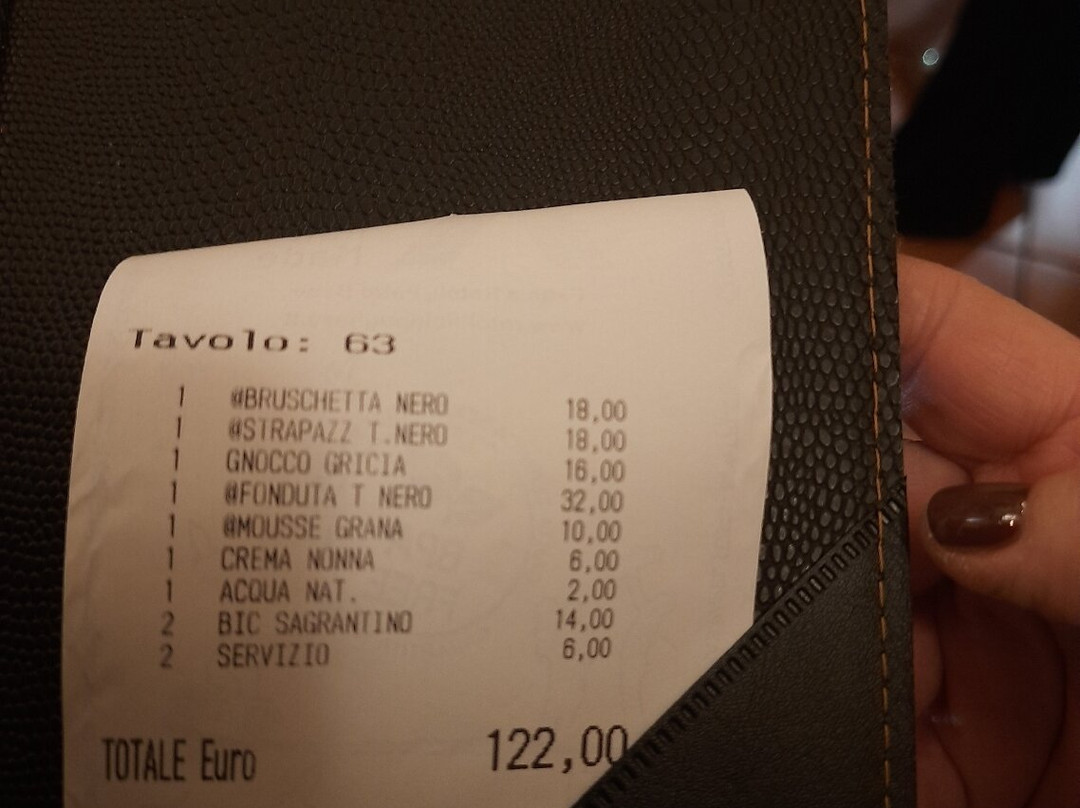 Tavolo: 63
1 @BRUSCHETTA NERO 18,00
1 @STRAPAZZ T.NERO 18,00
1 GNOCCO GRICIA 16,00
1 @FONDUTA T NERO 32,00
1 @MOUSSE GRANA 10,00
1 CREMA NONNA 6,00
1 ACQUA NAT. 2,00
2 BIC SAGRANTINO 14,00
2 SERVIZIO 6,00
TOTALE Euro 122,00